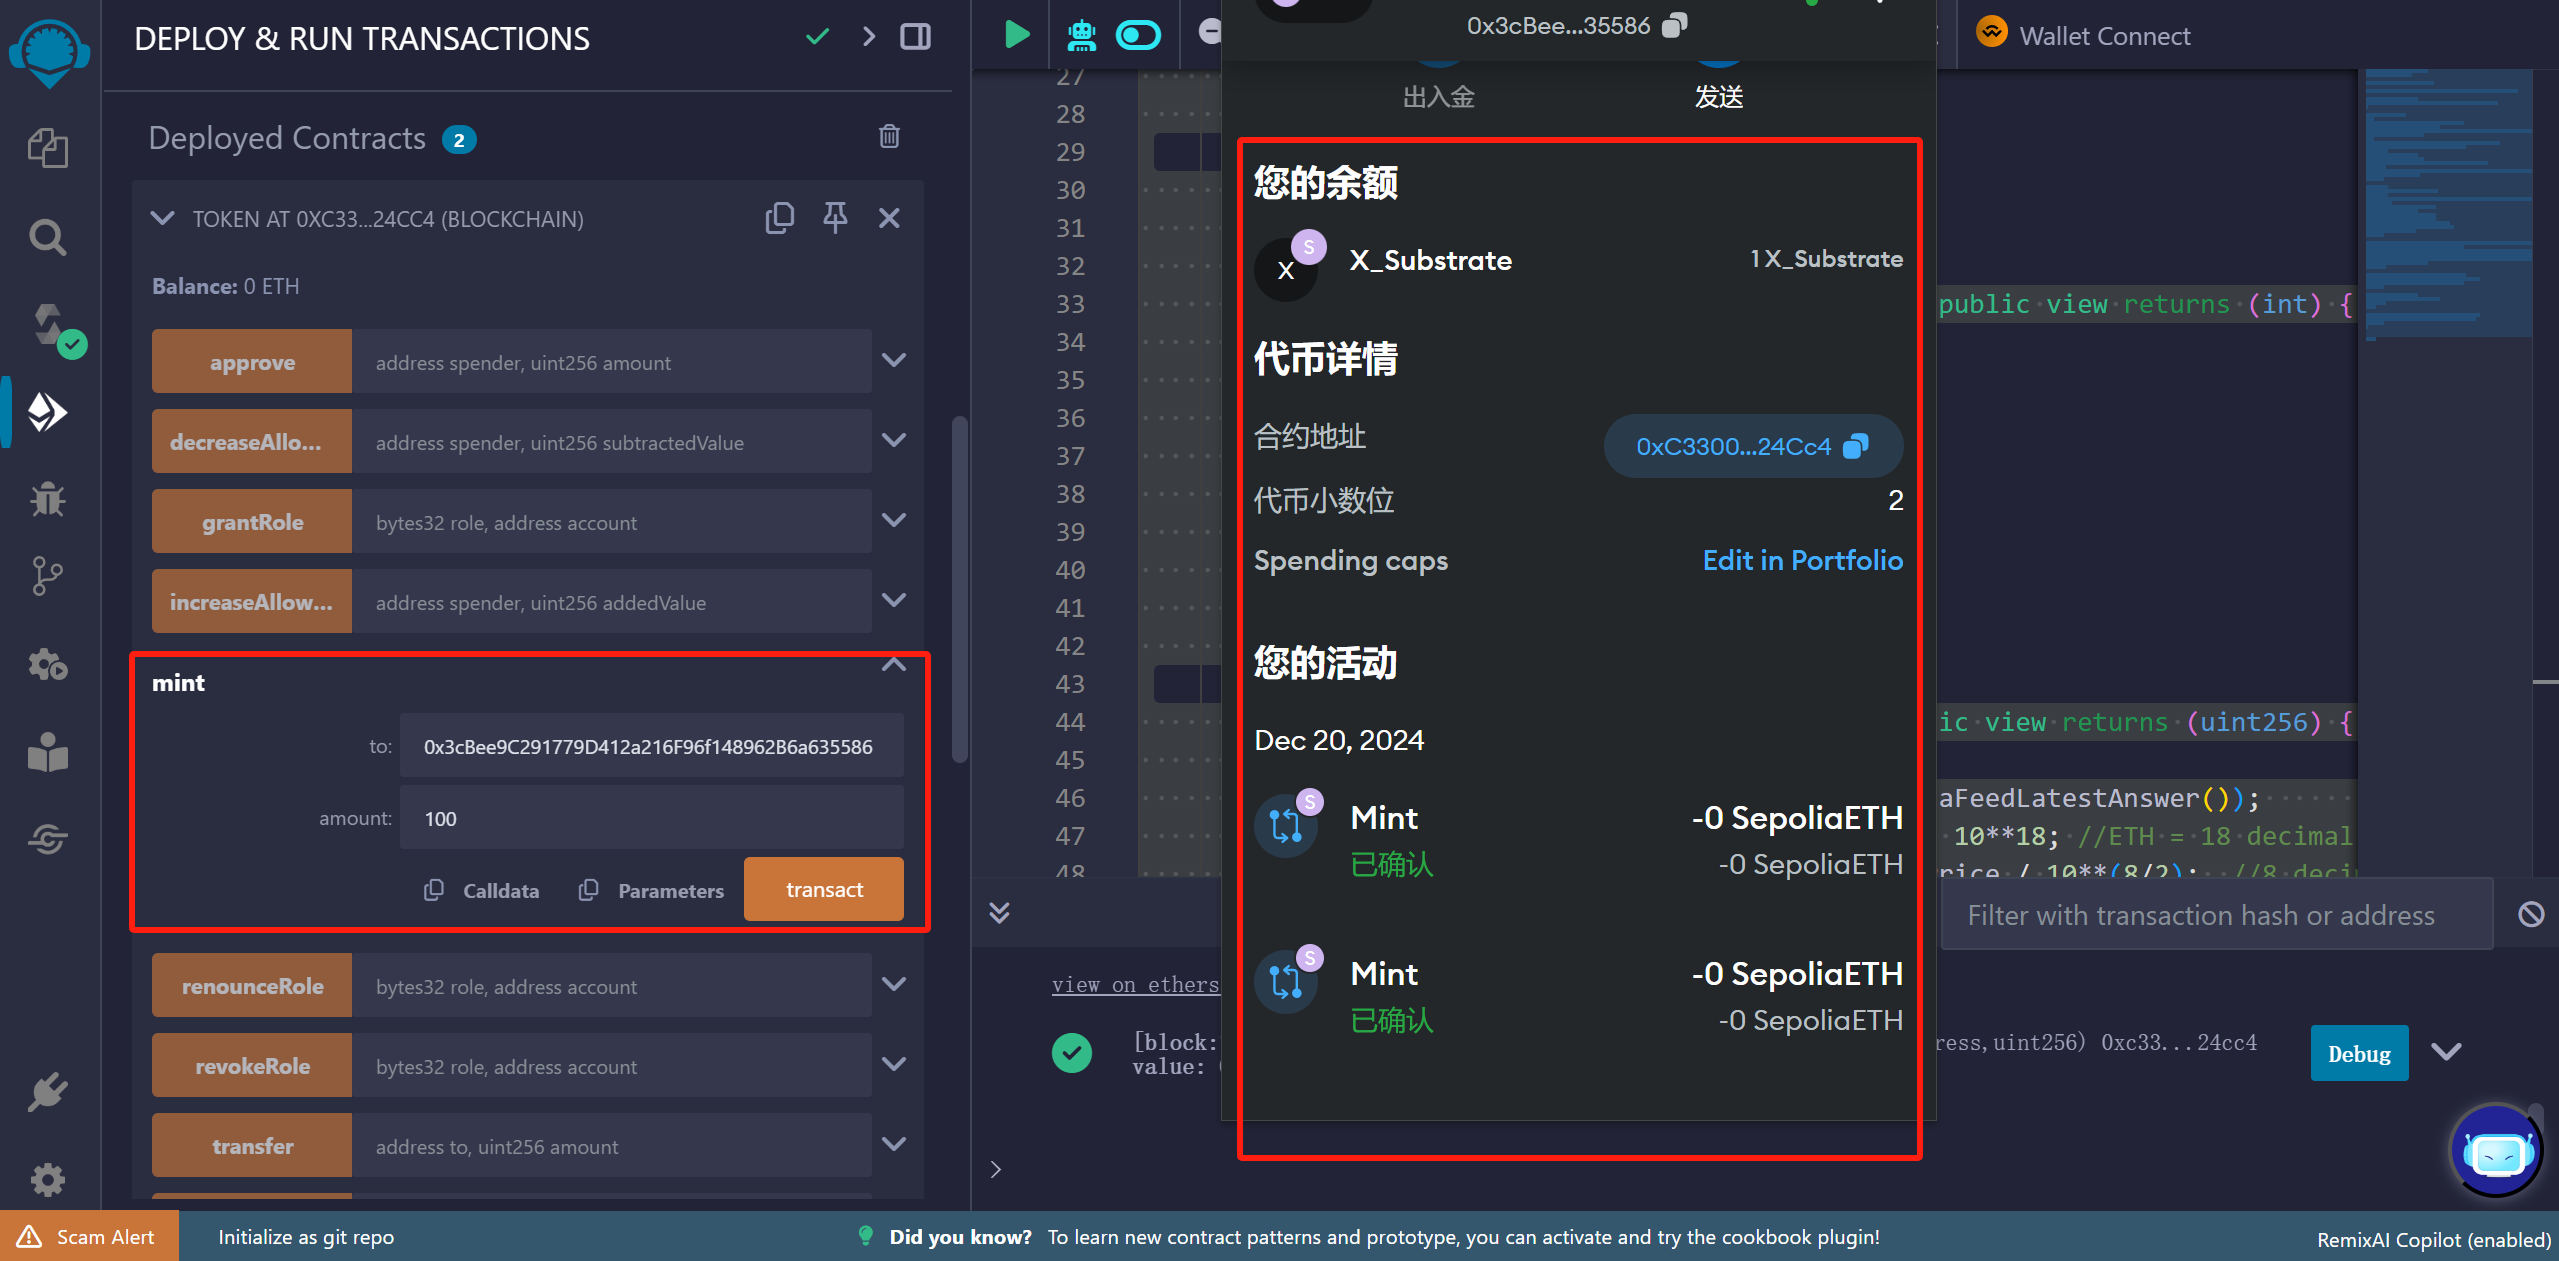 DEPLOY & RUN TRANSACTIONS
Deployed Contracts 2
TOKEN AT 0XC33...24CC4 (BLOCKCHAIN)
Balance: 0 ETH
approve address spender, uint256 amount
decreaseAllo... address spender, uint256 subtractedValue
grantRole bytes32 role, address account
increaseAllow... address spender, uint256 addedValue
mint
to: 0x3cBee9C291779D412a216F96f148962B6a635586
amount: 100
Calldata Parameters transact
renounceRole bytes32 role, address account
revokeRole bytes32 role, address account
transfer address to, uint256 amount
27
28
29
30
31
32
33
34
35
36
37
38
39
40
41
42
43
44
45
46
47
48
0x3cBee...35586
出入金 发送
您的余额
X S X_Substrate 1 X_Substrate
代币详情
合约地址 0xC3300...24Cc4
代币小数位 2
Spending caps Edit in Portfolio
您的活动
Dec 20, 2024
S Mint -0 SepoliaETH
已确认 -0 SepoliaETH
S Mint -0 SepoliaETH
已确认 -0 SepoliaETH
Wallet Connect
public view returns (int) {
ic view returns (uint256) {
aFeedLatestAnswer());
10**18; //ETH = 18 decimal
rice / 10**(8/2); //8 deci
Filter with transaction hash or address
view on ethers
[block:
value:
ress,uint256) 0xc33...24cc4
Debug
>
Scam Alert Initialize as git repo Did you know? To learn new contract patterns and prototype, you can activate and try the cookbook plugin! RemixAI Copilot (enabled)